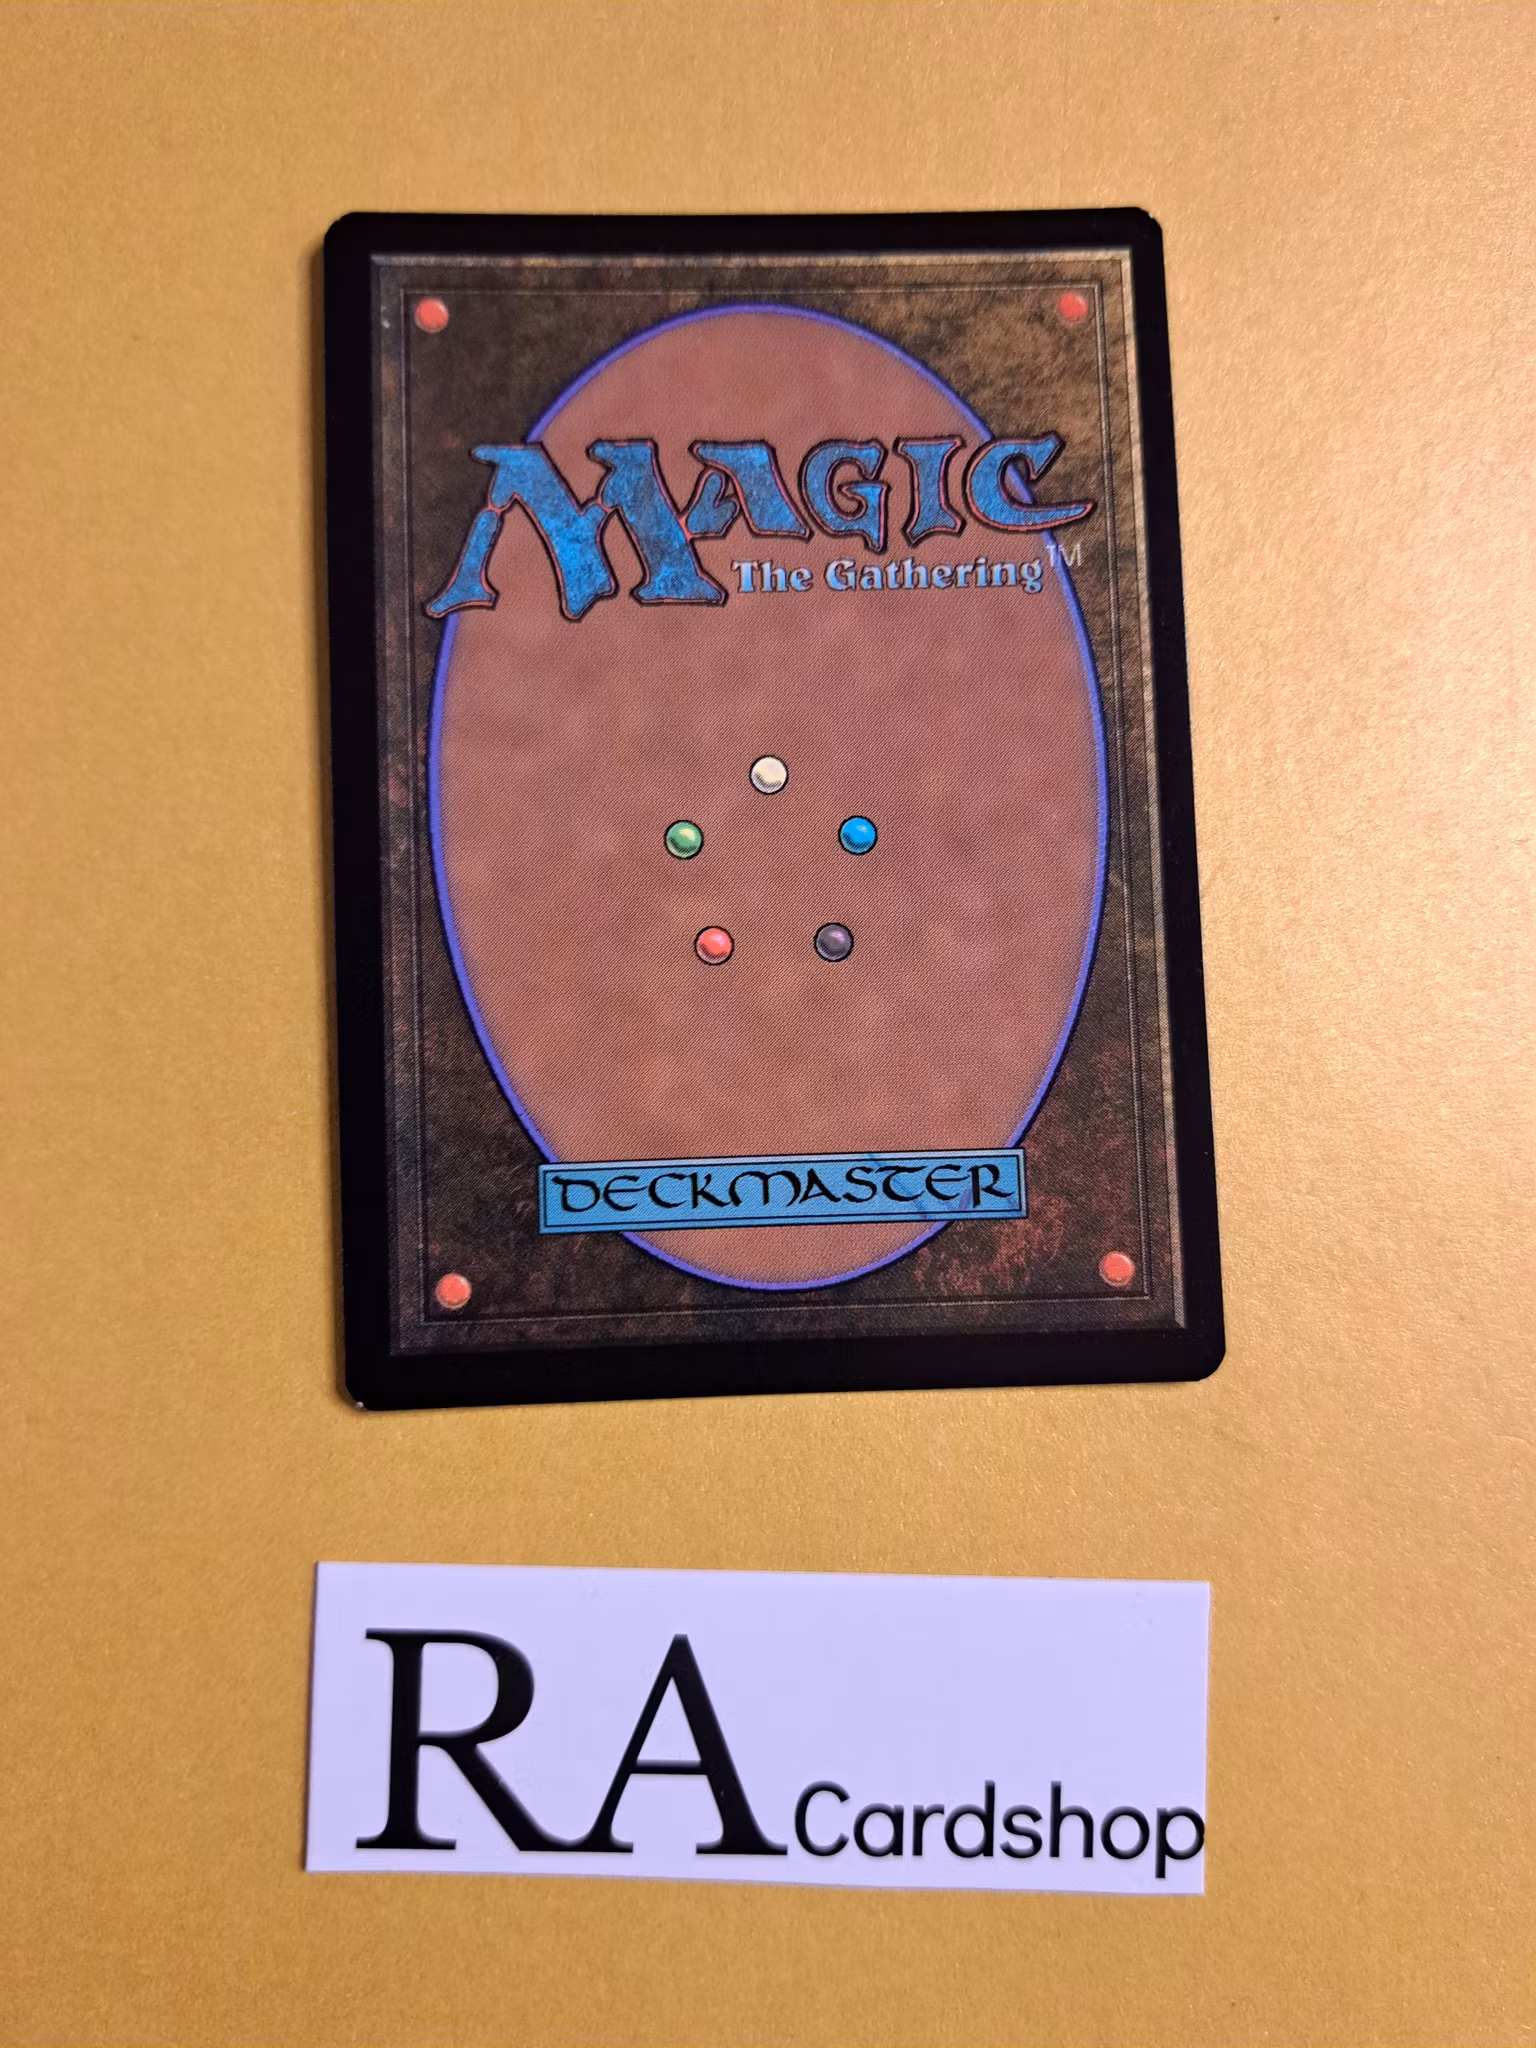 MAGIC
The Gathering™
DECKMASTER
RA Cardshop